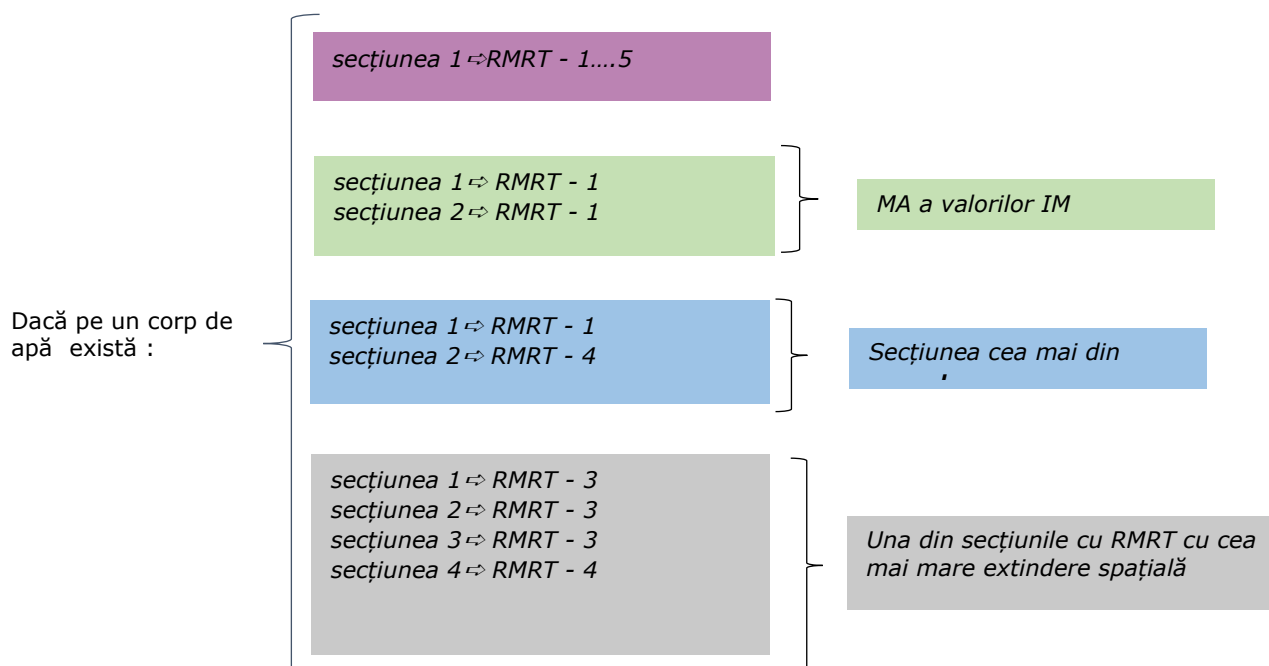 secțiunea 1⇨RMRT - 1….5
secțiunea 1⇨ RMRT - 1
secțiunea 2⇨ RMRT - 1
MA a valorilor IM
Dacă pe un corp de
apă există :
secțiunea 1⇨ RMRT - 1
secțiunea 2⇨ RMRT - 4
Secțiunea cea mai din
secțiunea 1⇨ RMRT - 3
secțiunea 2⇨ RMRT - 3
secțiunea 3⇨ RMRT - 3
secțiunea 4⇨ RMRT - 4
Una din secțiunile cu RMRT cu cea
mai mare extindere spațială